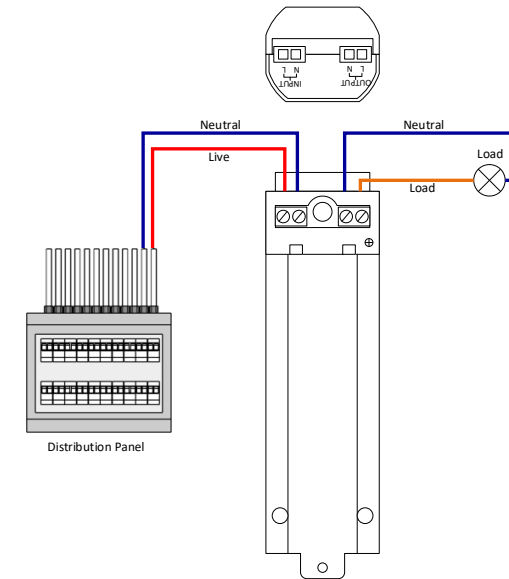 L N
INPUT
N L
OUTPUT
Neutral
Neutral
Live
Load
Load
Distribution Panel